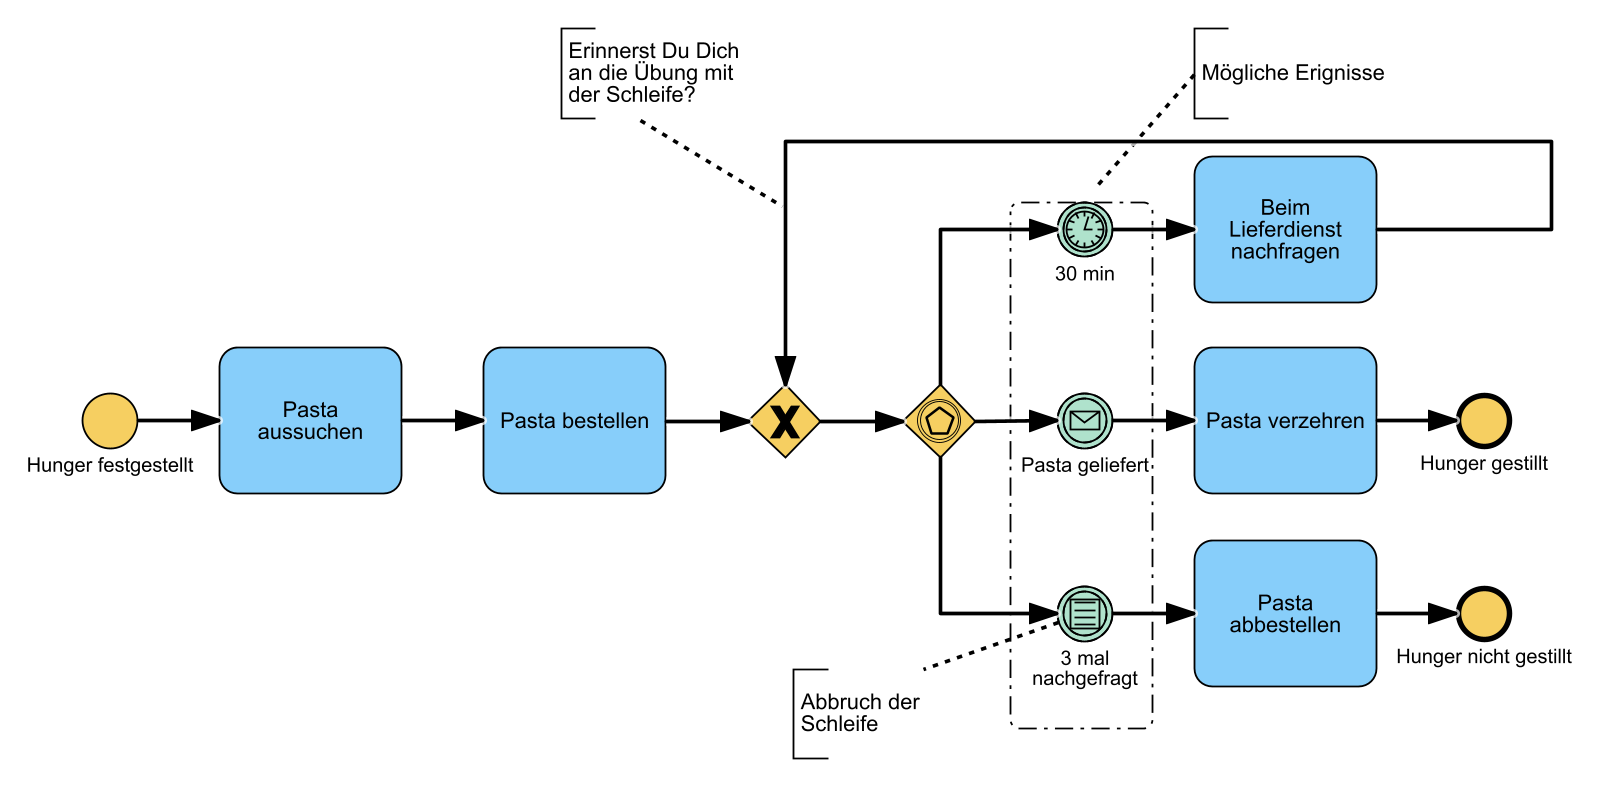 Erinnerst Du Dich
an die Übung mit
der Schleife?
Mögliche Erignisse
Beim
Lieferdienst
nachfragen
30 min
Pasta
aussuchen
Pasta bestellen
X
Pasta verzehren
Hunger festgestellt
Pasta geliefert
Hunger gestillt
Pasta
abbestellen
3 mal
nachgefragt
Hunger nicht gestillt
Abbruch der
Schleife